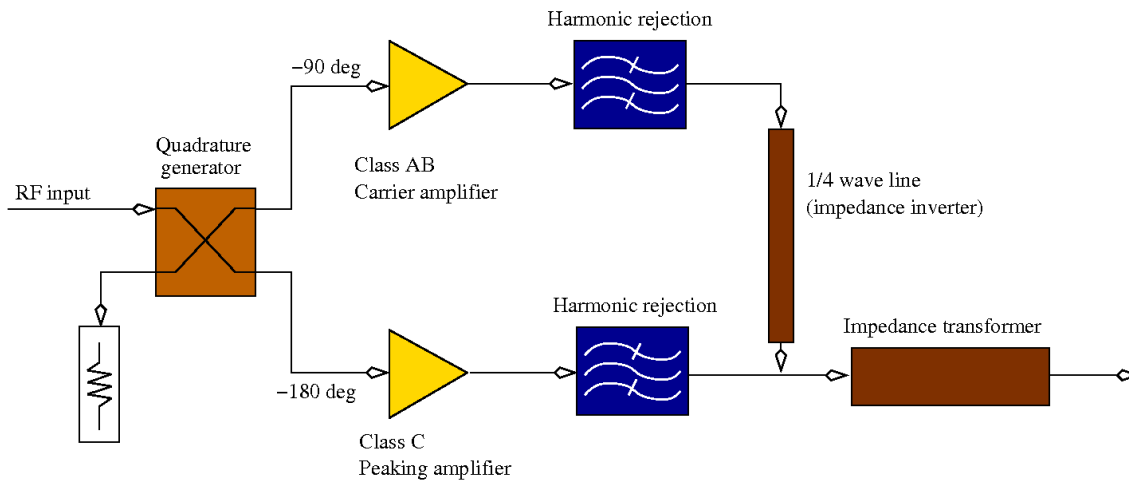 Harmonic rejection
−90 deg
Quadrature
generator
Class AB
Carrier amplifier
RF input
1/4 wave line
(impedance inverter)
Harmonic rejection
Impedance transformer
−180 deg
Class C
Peaking amplifier